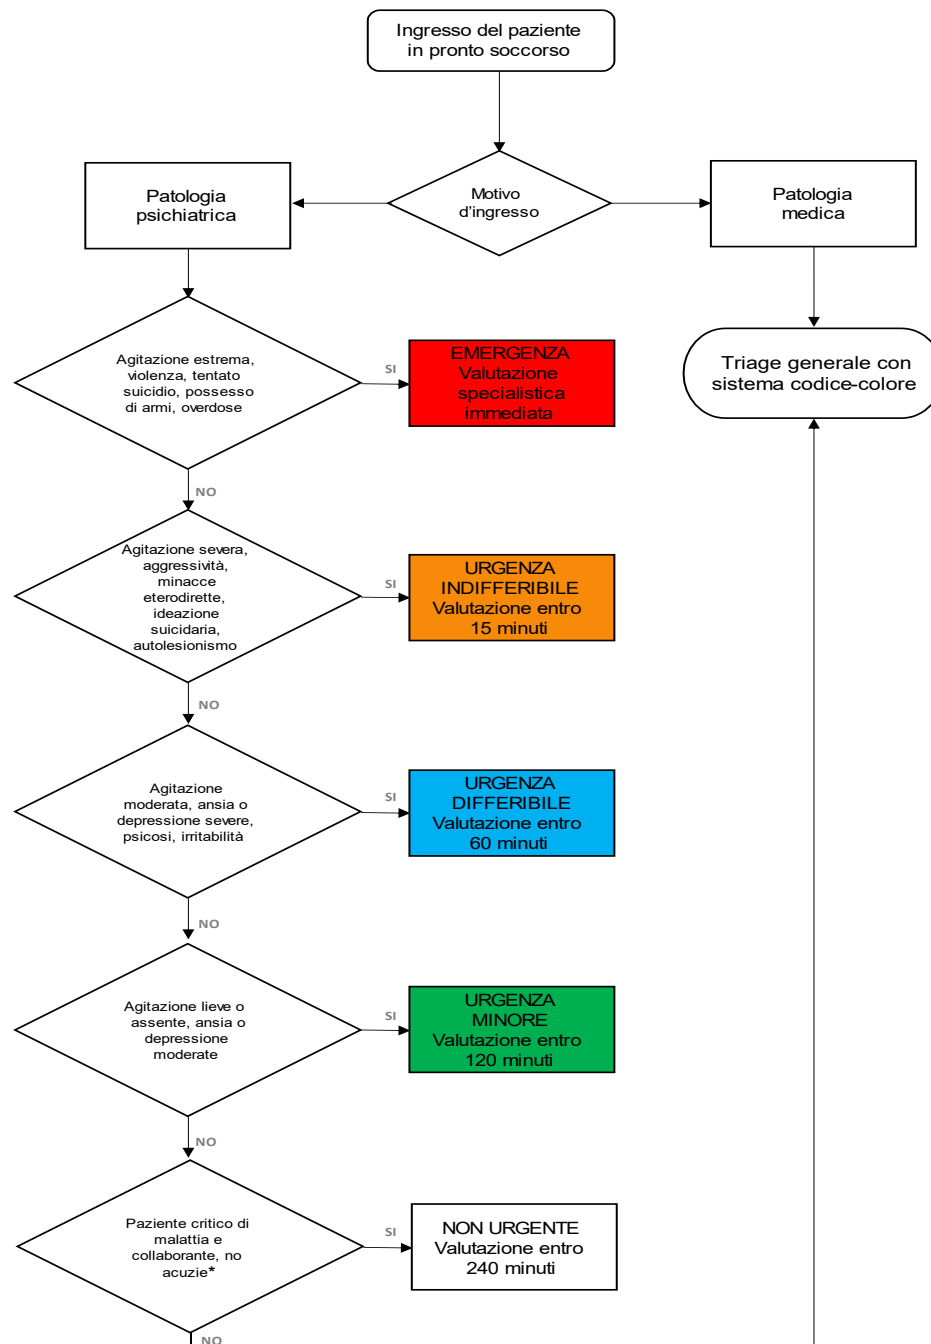 Ingresso del paziente
in pronto soccorso
Motivo
d'ingresso
Patologia
psichiatrica
Patologia
medica
Agitazione estrema,
violenza, tentato
suicidio, possesso
di armi, overdose
SI
EMERGENZA
Valutazione
specialistica
immediata
Triage generale con
sistema codice-colore
NO
Agitazione severa,
aggressività,
minacce
eterodirette,
ideazione
suicidaria,
autolesionismo
SI
URGENZA
INDIFFERIBILE
Valutazione entro
15 minuti
NO
Agitazione
moderata, ansia o
depressione severe,
psicosi, irritabilità
SI
URGENZA
DIFFERIBILE
Valutazione entro
60 minuti
NO
Agitazione lieve o
assente, ansia o
depressione
moderate
SI
URGENZA
MINORE
Valutazione entro
120 minuti
NO
Paziente critico di
malattia e
collaborante, no
acuzie*
SI
NON URGENTE
Valutazione entro
240 minuti
NO